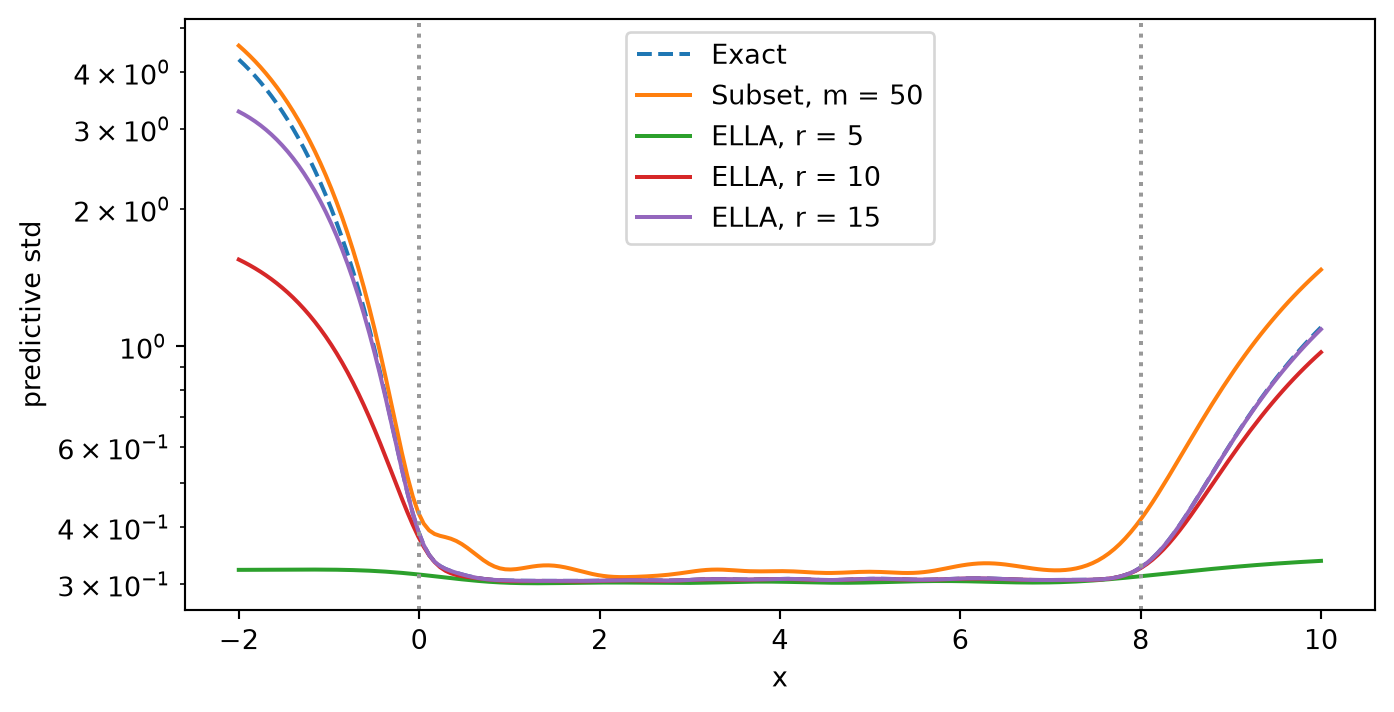 Exact
Subset, m = 50
ELLA, r = 5
ELLA, r = 10
ELLA, r = 15
predictive std
4 × 10⁰
3 × 10⁰
2 × 10⁰
10⁰
6 × 10⁻¹
4 × 10⁻¹
3 × 10⁻¹
−2 0 2 4 6 8 10
x